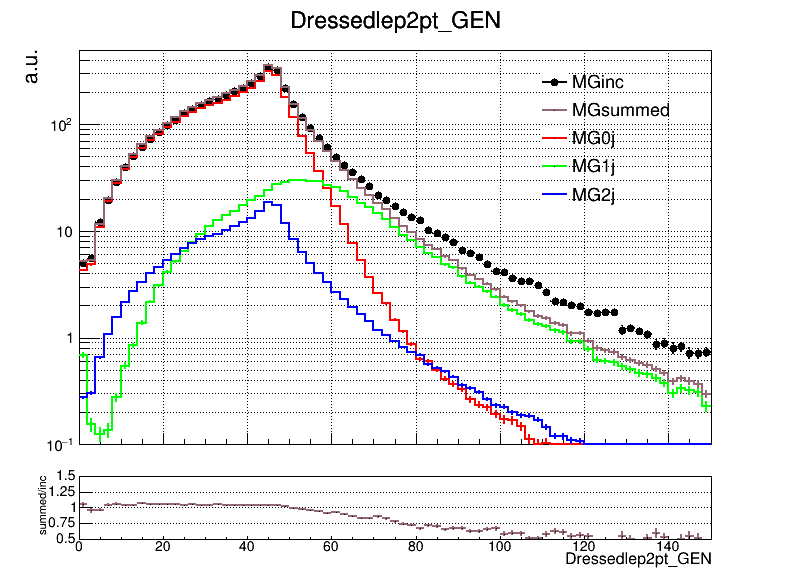 Dressedlep2pt_GEN
a.u.
MGinc
MGsummed
MG0j
MG1j
MG2j
10²
10
1
10⁻¹
summed/inc
1.5
1.25
1
0.75
0.5
0 20 40 60 80 100 120 140
Dressedlep2pt_GEN